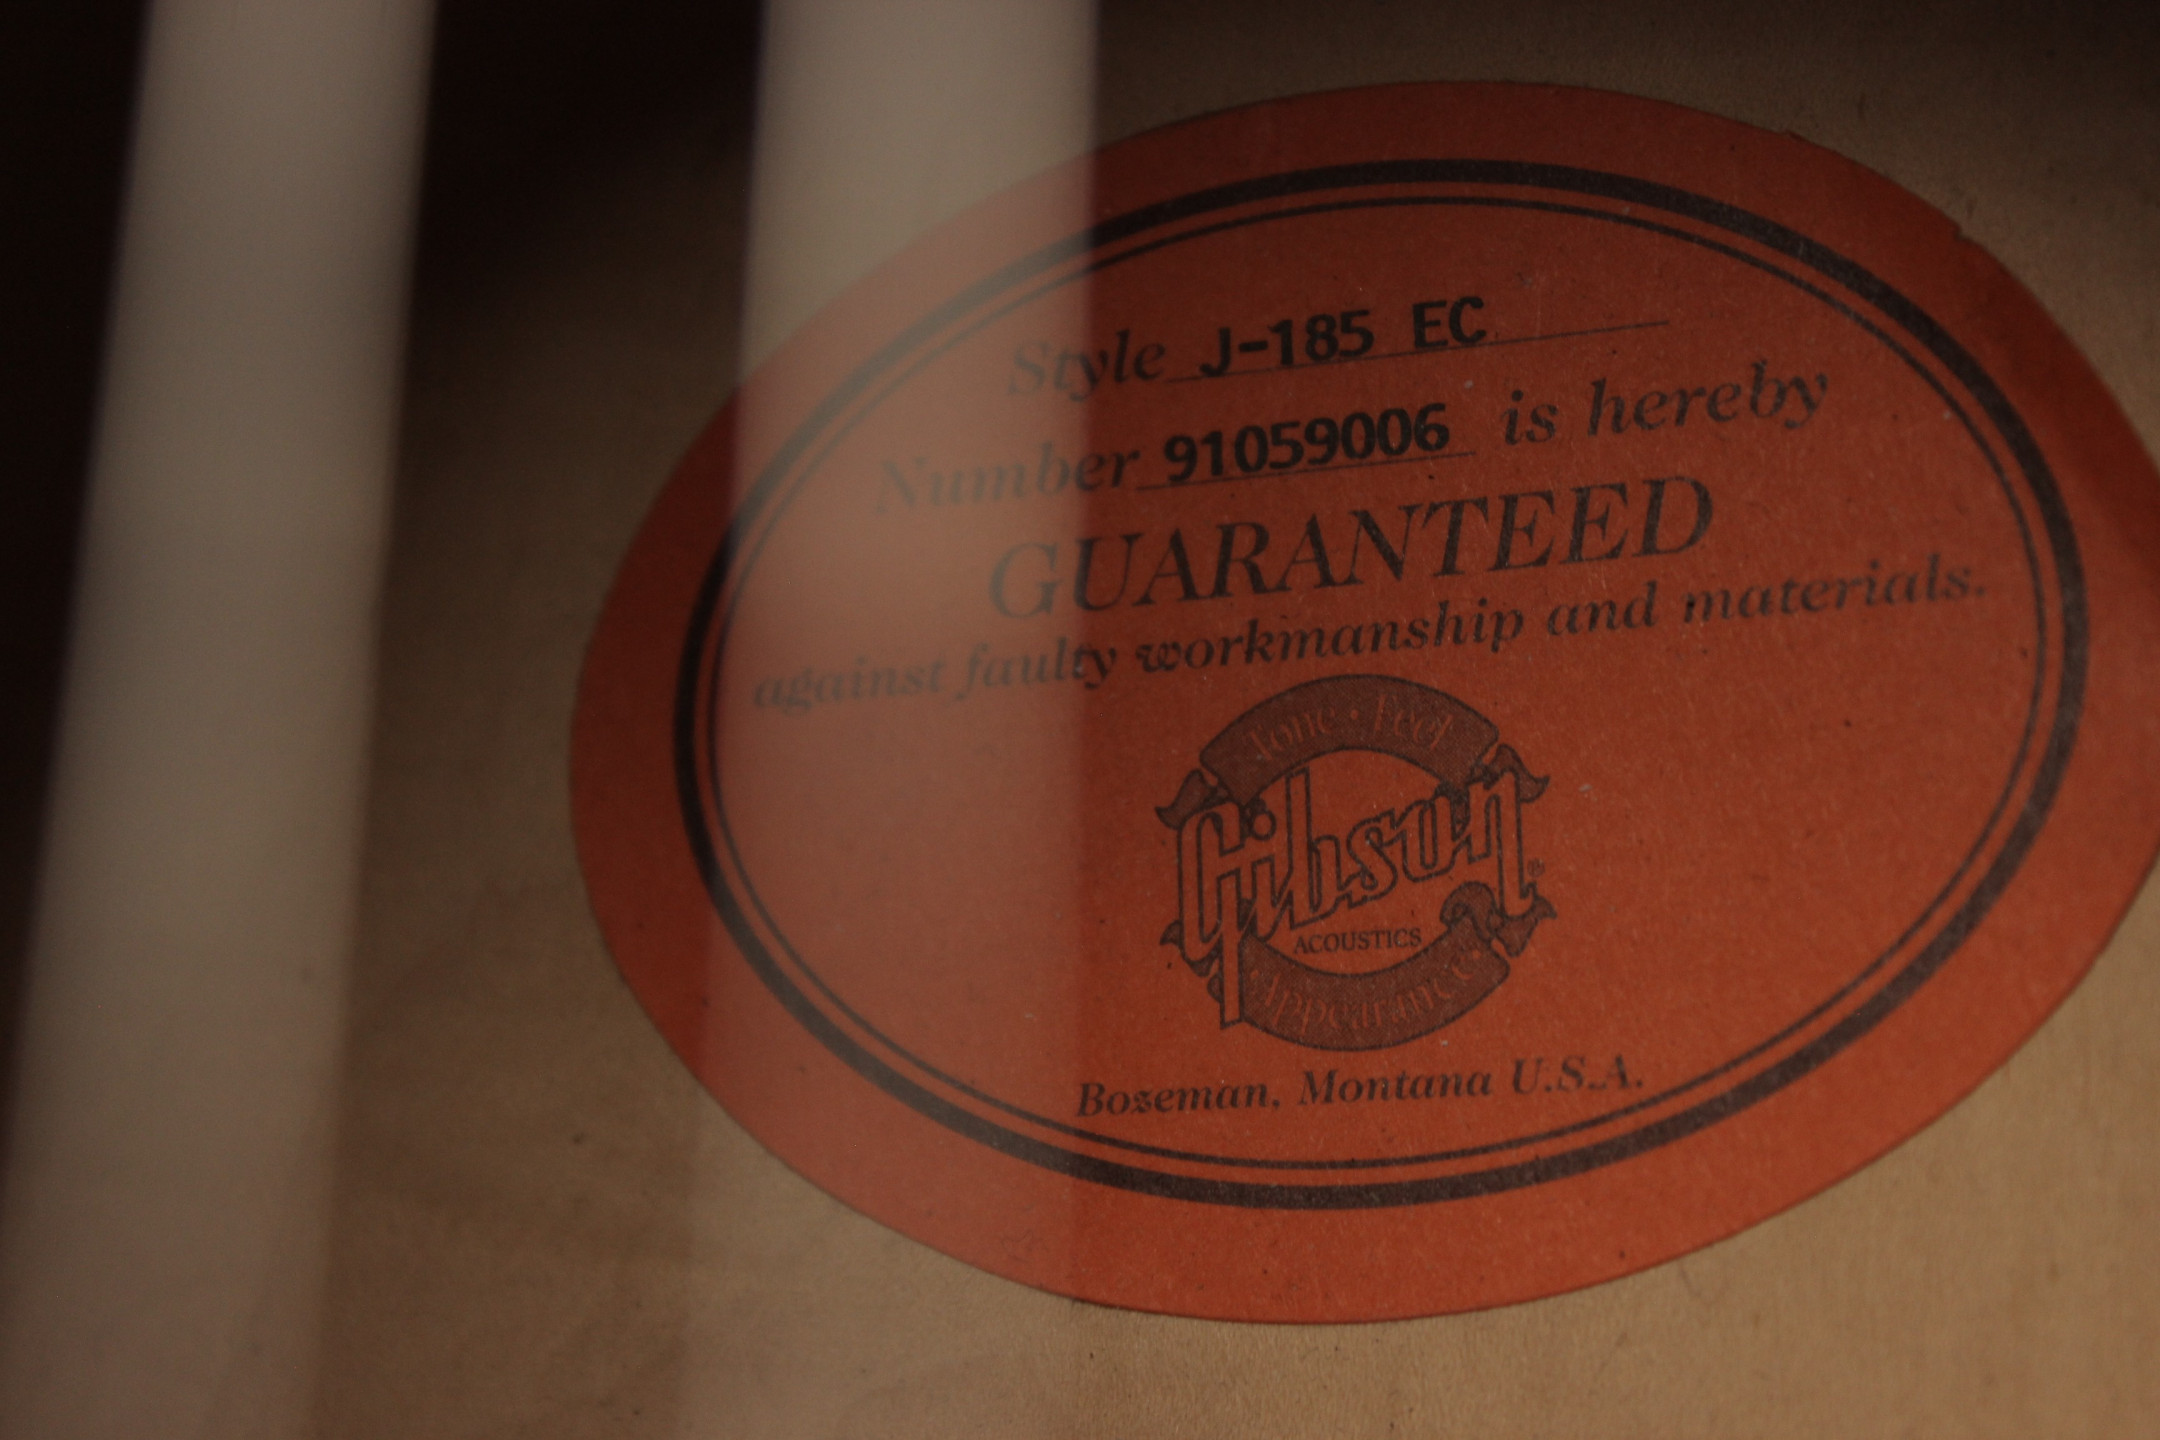 Style J-185 EC
Number 91059006 is hereby
GUARANTEED
against faulty workmanship and materials.
Tone · Feel
Gibson ®
ACOUSTICS
· Appearance ·
Bozeman, Montana U.S.A.